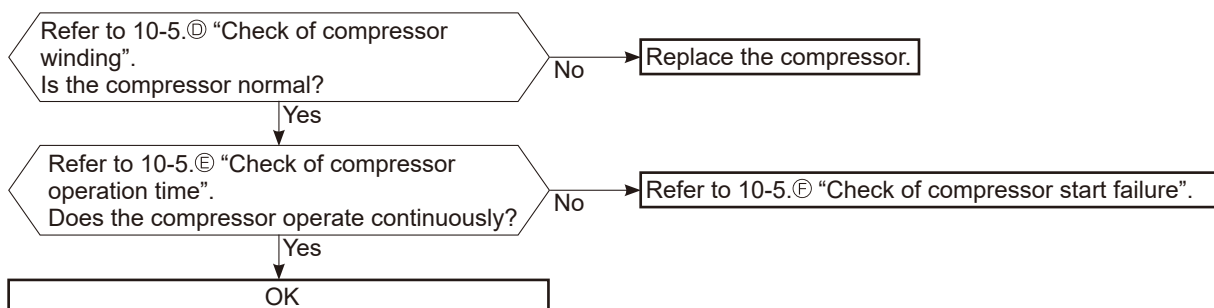 Refer to 10-5.Ⓓ “Check of compressor
winding”.
Is the compressor normal?
No
Replace the compressor.
Yes
Refer to 10-5.Ⓔ “Check of compressor
operation time”.
Does the compressor operate continuously?
No
Refer to 10-5.Ⓕ “Check of compressor start failure”.
Yes
OK